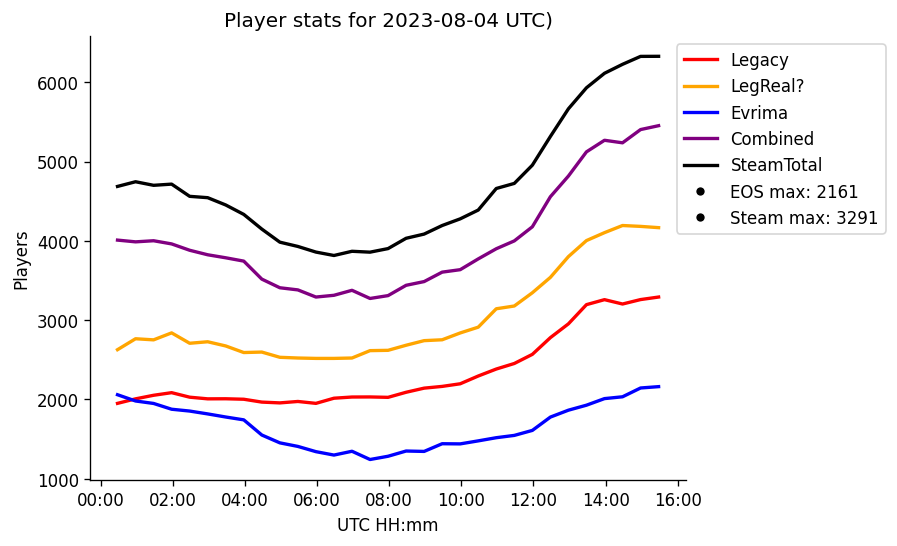 Player stats for 2023-08-04 UTC)
Legacy
LegReal?
Evrima
Combined
SteamTotal
EOS max: 2161
Steam max: 3291
Players
6000
5000
4000
3000
2000
1000
00:00 02:00 04:00 06:00 08:00 10:00 12:00 14:00 16:00
UTC HH:mm